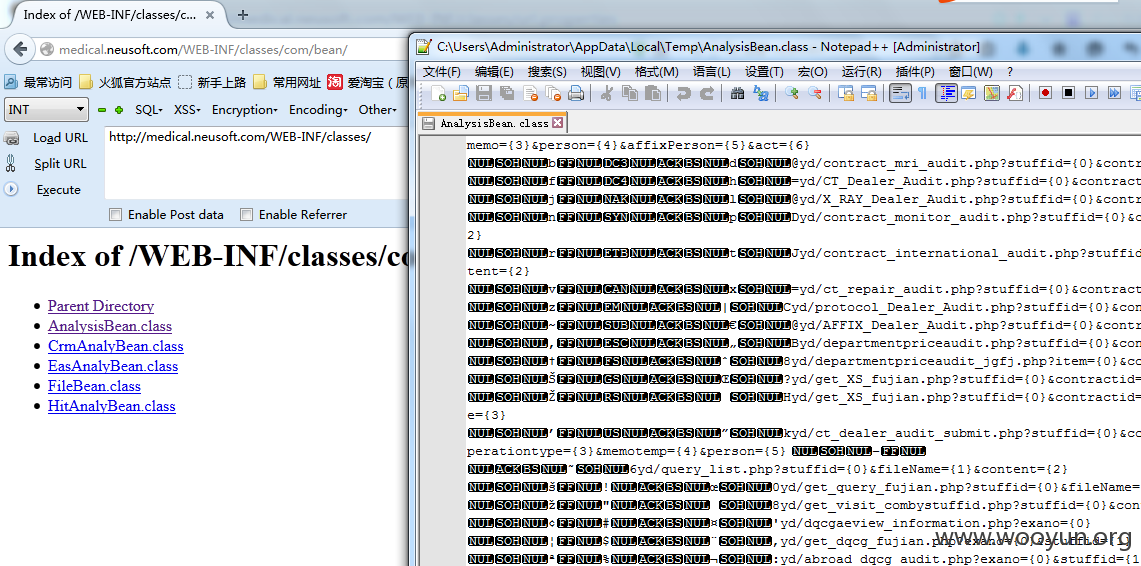 Index of /WEB-INF/classes/c...
medical.neusoft.com/WEB-INF/classes/com/bean/
最常访问 火狐官方站点 新手上路 常用网址 淘 爱淘宝（原
INT SQL- XSS- Encryption- Encoding- Other-
Load URL http://medical.neusoft.com/WEB-INF/classes/
Split URL
Execute
Enable Post data Enable Referrer
Index of /WEB-INF/classes/co
Parent Directory
AnalysisBean.class
CrmAnalyBean.class
EasAnalyBean.class
FileBean.class
HitAnalyBean.class
C:\Users\Administrator\AppData\Local\Temp\AnalysisBean.class - Notepad++ [Administrator]
文件(F) 编辑(E) 搜索(S) 视图(V) 格式(M) 语言(L) 设置(T) 宏(O) 运行(R) 插件(P) 窗口(W) ?
AnalysisBean.class
memo={3}&person={4}&affixPerson={5}&act={6}
NULSOHNULbFFNULDC3NULACKBSNULdSOHNUL@yd/contract_mri_audit.php?stuffid={0}&contr
NULSOHNULfFFNULDC4NULACKBSNULhSOHNUL=yd/CT_Dealer_Audit.php?stuffid={0}&contract
NULSOHNULjFFNULNAKNULACKBSNULlSOHNUL@yd/X_RAY_Dealer_Audit.php?stuffid={0}&contr
NULSOHNULnFFNULSYNNULACKBSNULpSOHNULDyd/contract_monitor_audit.php?stuffid={0}&c
2}
NULSOHNULrFFNULETBNULACKBSNULtSOHNULJyd/contract_international_audit.php?stuffid
tent={2}
NULSOHNULvFFNULCANNULACKBSNULxSOHNUL=yd/ct_repair_audit.php?stuffid={0}&contract
NULSOHNULzFFNULEMNULACKBSNUL|SOHNULCyd/protocol_Dealer_Audit.php?stuffid={0}&con
NULSOHNUL~FFNULSUBNULACKBSNUL€SOHNUL@yd/AFFIX_Dealer_Audit.php?stuffid={0}&contr
NULSOHNUL‚FFNULESCNULACKBSNUL„SOHNULByd/departmentpriceaudit.php?stuffid={0}&con
NULSOHNUL†FFNULFSNULACKBSNULˆSOHNUL8yd/departmentpriceaudit_jgfj.php?item={0}&c
NULSOHNULŠFFNULGSNULACKBSNULŒSOHNUL?yd/get_XS_fujian.php?stuffid={0}&contractid=
NULSOHNULŽFFNULRSNULACKBSNUL SOHNULHyd/get_XS_fujian.php?stuffid={0}&contractid=
e={3}
NULSOHNUL’FFNULUSNULACKBSNUL”SOHNULkyd/ct_dealer_audit_submit.php?stuffid={0}&co
perationtype={3}&memotemp={4}&person={5} NULSOHNUL–FFNUL
NULACKBSNUL˜SOHNUL6yd/query_list.php?stuffid={0}&fileName={1}&content={2}
NULSOHNULšFFNUL!NULACKBSNULœSOHNUL0yd/get_query_fujian.php?stuffid={0}&fileName=
NULSOHNULžFFNUL"NULACKBSNUL SOHNUL8yd/get_visit_combystuffid.php?stuffid={0}&con
NULSOHNUL¢FFNUL#NULACKBSNUL¤SOHNUL'yd/dqcgaeview_information.php?exano={0}
NULSOHNUL¦FFNUL$NULACKBSNUL¨SOHNUL,yd/get_dqcg_fujian.php?exano={0}&stuffid={1}
NULSOHNULªFFNUL%NULACKBSNUL¬SOHNUL:yd/abroad_dqcg_audit.php?exano={0}&stuffid={1
www.wooyun.org